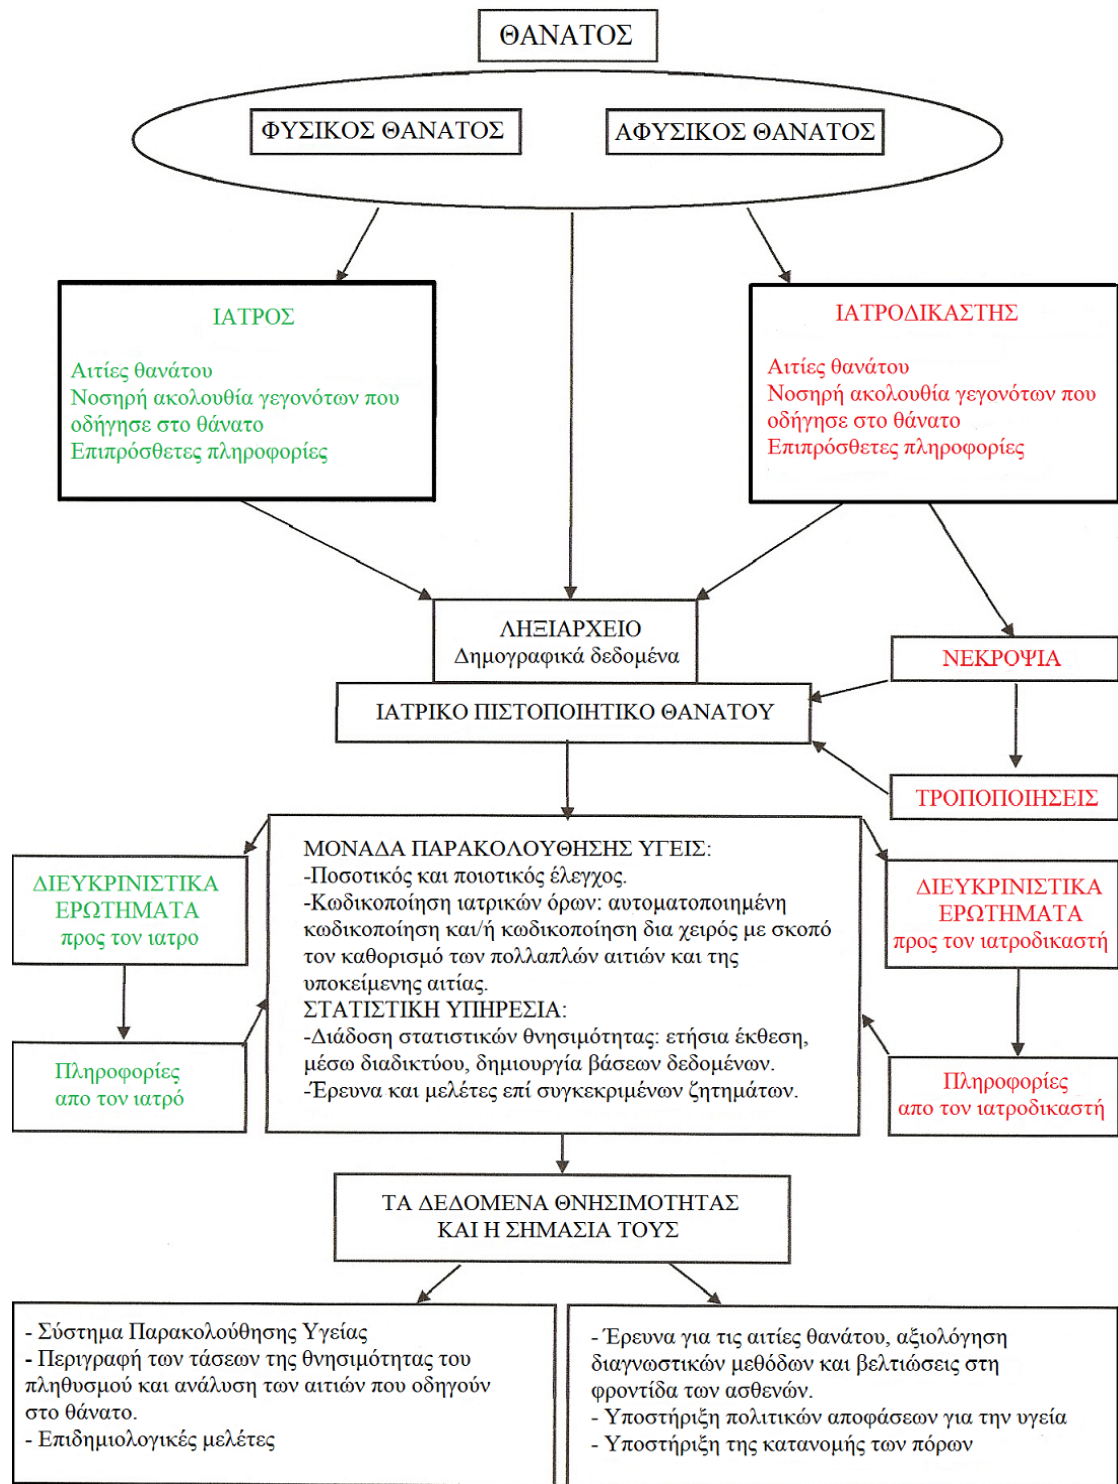 ΘΑΝΑΤΟΣ
ΦΥΣΙΚΟΣ ΘΑΝΑΤΟΣ
ΑΦΥΣΙΚΟΣ ΘΑΝΑΤΟΣ
ΙΑΤΡΟΣ
Αιτίες θανάτου
Νοσηρή ακολουθία γεγονότων που
οδήγησε στο θάνατο
Επιπρόσθετες πληροφορίες
ΙΑΤΡΟΔΙΚΑΣΤΗΣ
Αιτίες θανάτου
Νοσηρή ακολουθία γεγονότων που
οδήγησε στο θάνατο
Επιπρόσθετες πληροφορίες
ΛΗΞΙΑΡΧΕΙΟ
Δημογραφικά δεδομένα
ΝΕΚΡΟΨΙΑ
ΙΑΤΡΙΚΟ ΠΙΣΤΟΠΟΙΗΤΙΚΟ ΘΑΝΑΤΟΥ
ΤΡΟΠΟΠΟΙΗΣΕΙΣ
ΜΟΝΑΔΑ ΠΑΡΑΚΟΛΟΥΘΗΣΗΣ ΥΓΕΙΣ:
-Ποσοτικός και ποιοτικός έλεγχος.
-Κωδικοποίηση ιατρικών όρων: αυτοματοποιημένη
κωδικοποίηση και/ή κωδικοποίηση δια χειρός με σκοπό
τον καθορισμό των πολλαπλών αιτιών και της
υποκείμενης αιτίας.
ΣΤΑΤΙΣΤΙΚΗ ΥΠΗΡΕΣΙΑ:
-Διάδοση στατιστικών θνησιμότητας: ετήσια έκθεση,
μέσω διαδικτύου, δημιουργία βάσεων δεδομένων.
-Έρευνα και μελέτες επί συγκεκριμένων ζητημάτων.
ΔΙΕΥΚΡΙΝΙΣΤΙΚΑ
ΕΡΩΤΗΜΑΤΑ
προς τον ιατρο
Πληροφορίες
απο τον ιατρό
ΔΙΕΥΚΡΙΝΙΣΤΙΚΑ
ΕΡΩΤΗΜΑΤΑ
προς τον ιατροδικαστή
Πληροφορίες
απο τον ιατροδικαστή
ΤΑ ΔΕΔΟΜΕΝΑ ΘΝΗΣΙΜΟΤΗΤΑΣ
ΚΑΙ Η ΣΗΜΑΣΙΑ ΤΟΥΣ
- Σύστημα Παρακολούθησης Υγείας
- Περιγραφή των τάσεων της θνησιμότητας του
πληθυσμού και ανάλυση των αιτιών που οδηγούν
στο θάνατο.
- Επιδημιολογικές μελέτες
- Έρευνα για τις αιτίες θανάτου, αξιολόγηση
διαγνωστικών μεθόδων και βελτιώσεις στη
φροντίδα των ασθενών.
- Υποστήριξη πολιτικών αποφάσεων για την υγεία
- Υποστήριξη της κατανομής των πόρων